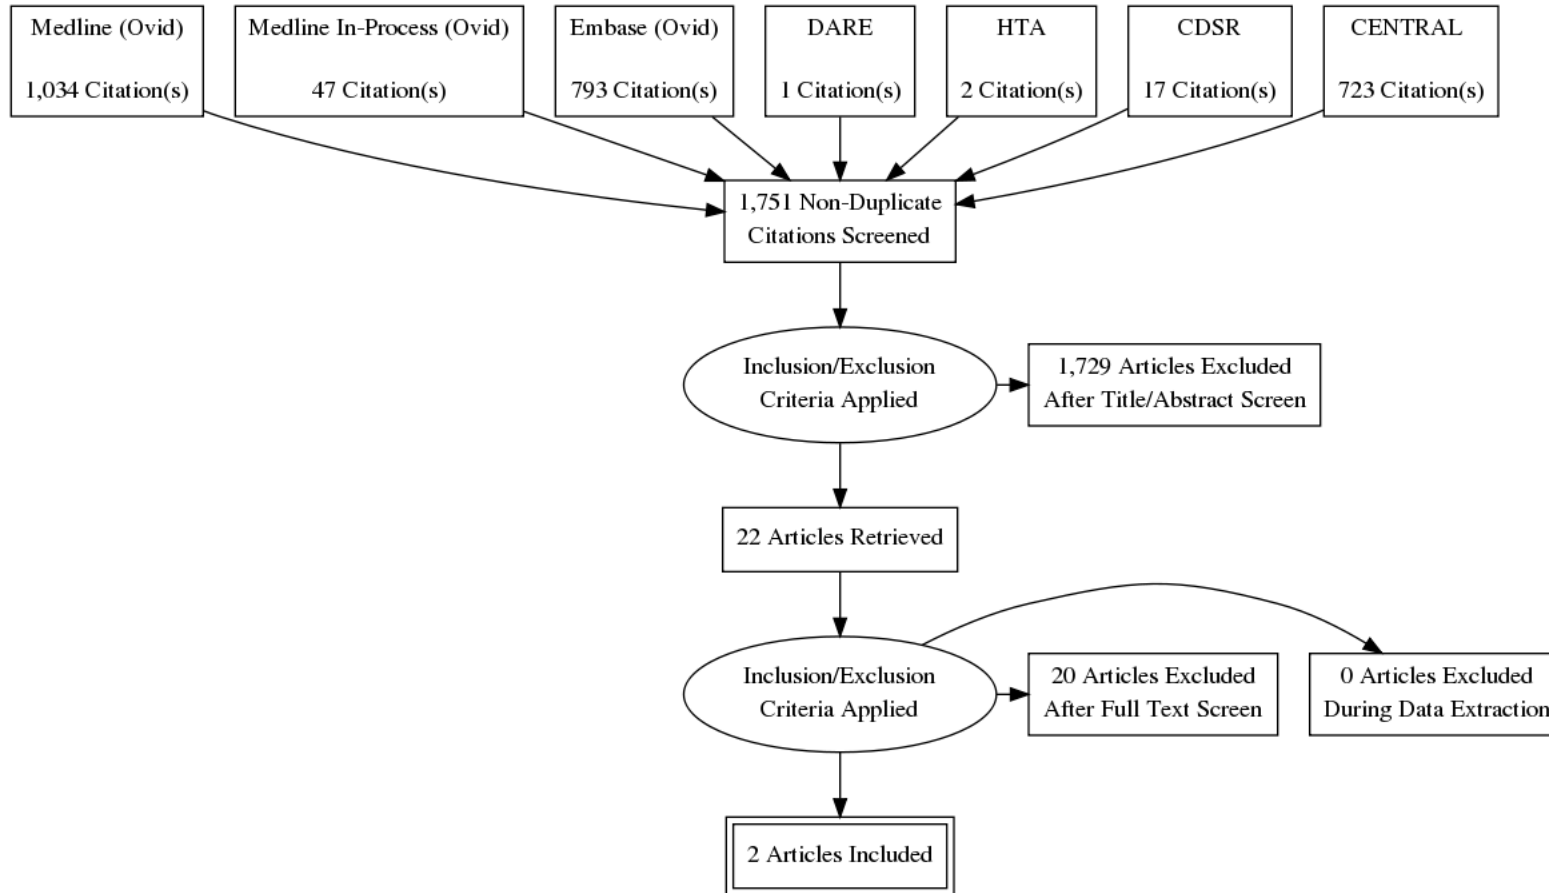 Medline (Ovid)
1,034 Citation(s)
Medline In-Process (Ovid)
47 Citation(s)
Embase (Ovid)
793 Citation(s)
DARE
1 Citation(s)
HTA
2 Citation(s)
CDSR
17 Citation(s)
CENTRAL
723 Citation(s)
1,751 Non-Duplicate
Citations Screened
Inclusion/Exclusion
Criteria Applied
1,729 Articles Excluded
After Title/Abstract Screen
22 Articles Retrieved
Inclusion/Exclusion
Criteria Applied
20 Articles Excluded
After Full Text Screen
0 Articles Excluded
During Data Extraction
2 Articles Included